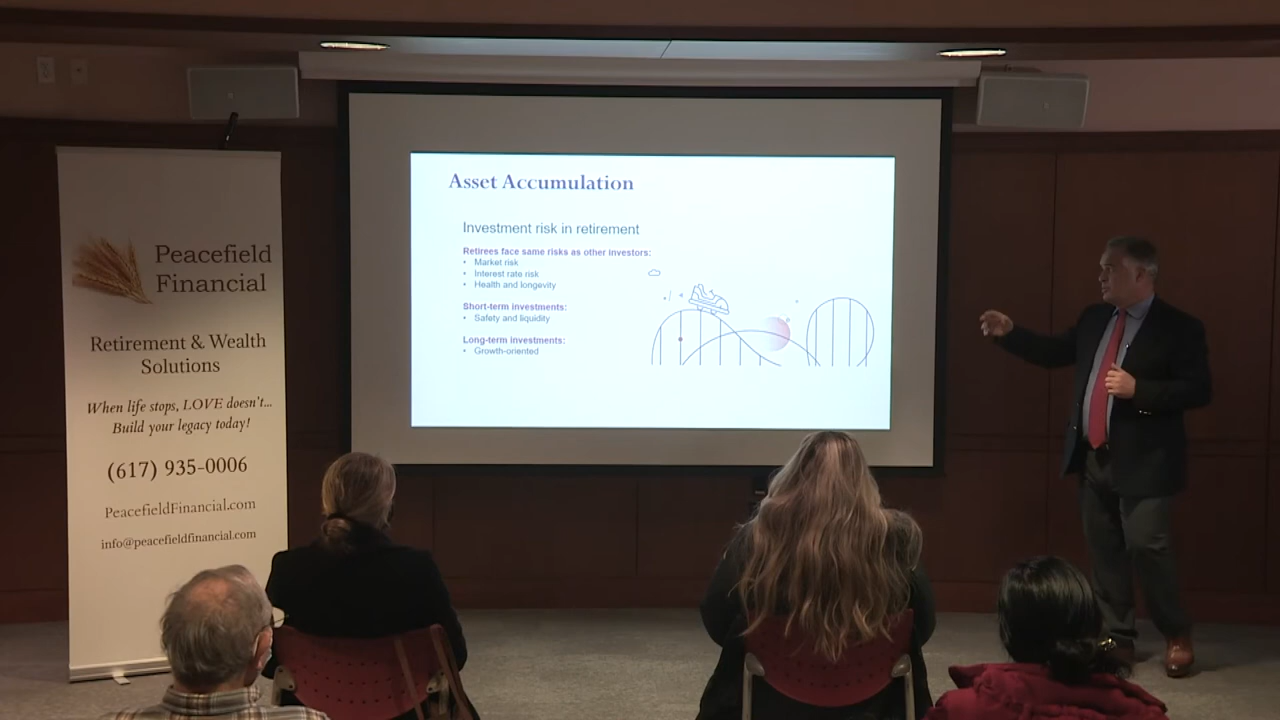 Peacefield
Financial
Retirement & Wealth
Solutions
When life stops, LOVE doesn't...
Build your legacy today!
(617) 935-0006
PeacefieldFinancial.com
info@peacefieldfinancial.com
Asset Accumulation
Investment risk in retirement
Retirees face same risks as other investors:
• Market risk
• Interest rate risk
• Health and longevity
Short-term investments:
• Safety and liquidity
Long-term investments:
• Growth-oriented